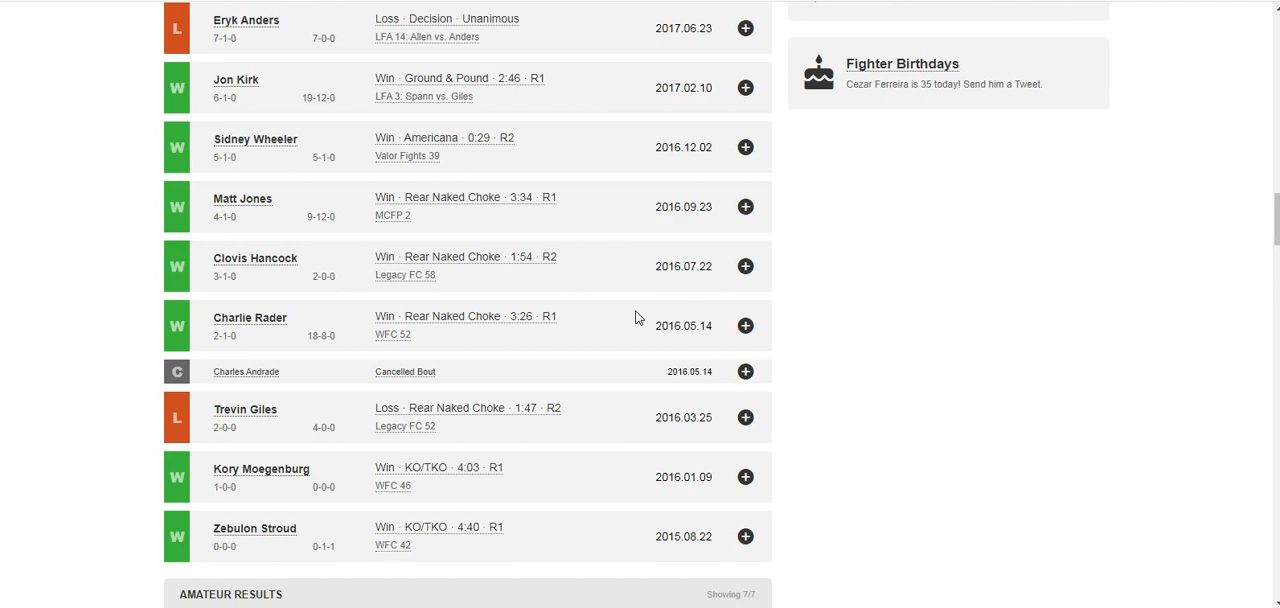 L
Eryk Anders
7-1-0 7-0-0
Loss · Decision · Unanimous
LFA 14: Allen vs. Anders
2017.06.23
W
Jon Kirk
6-1-0 19-12-0
Win · Ground & Pound · 2:46 · R1
LFA 3: Spann vs. Giles
2017.02.10
W
Sidney Wheeler
5-1-0 5-1-0
Win · Americana · 0:29 · R2
Valor Fights 39
2016.12.02
W
Matt Jones
4-1-0 9-12-0
Win · Rear Naked Choke · 3:34 · R1
MCFP 2
2016.09.23
W
Clovis Hancock
3-1-0 2-0-0
Win · Rear Naked Choke · 1:54 · R2
Legacy FC 58
2016.07.22
W
Charlie Rader
2-1-0 18-8-0
Win · Rear Naked Choke · 3:26 · R1
WFC 52
2016.05.14
C
Charles Andrade
Cancelled Bout
2016.05.14
L
Trevin Giles
2-0-0 4-0-0
Loss · Rear Naked Choke · 1:47 · R2
Legacy FC 52
2016.03.25
W
Kory Moegenburg
1-0-0 0-0-0
Win · KO/TKO · 4:03 · R1
WFC 46
2016.01.09
W
Zebulon Stroud
0-0-0 0-1-1
Win · KO/TKO · 4:40 · R1
WFC 42
2015.08.22
AMATEUR RESULTS Showing 7/7
Fighter Birthdays
Cezar Ferreira is 35 today! Send him a Tweet.